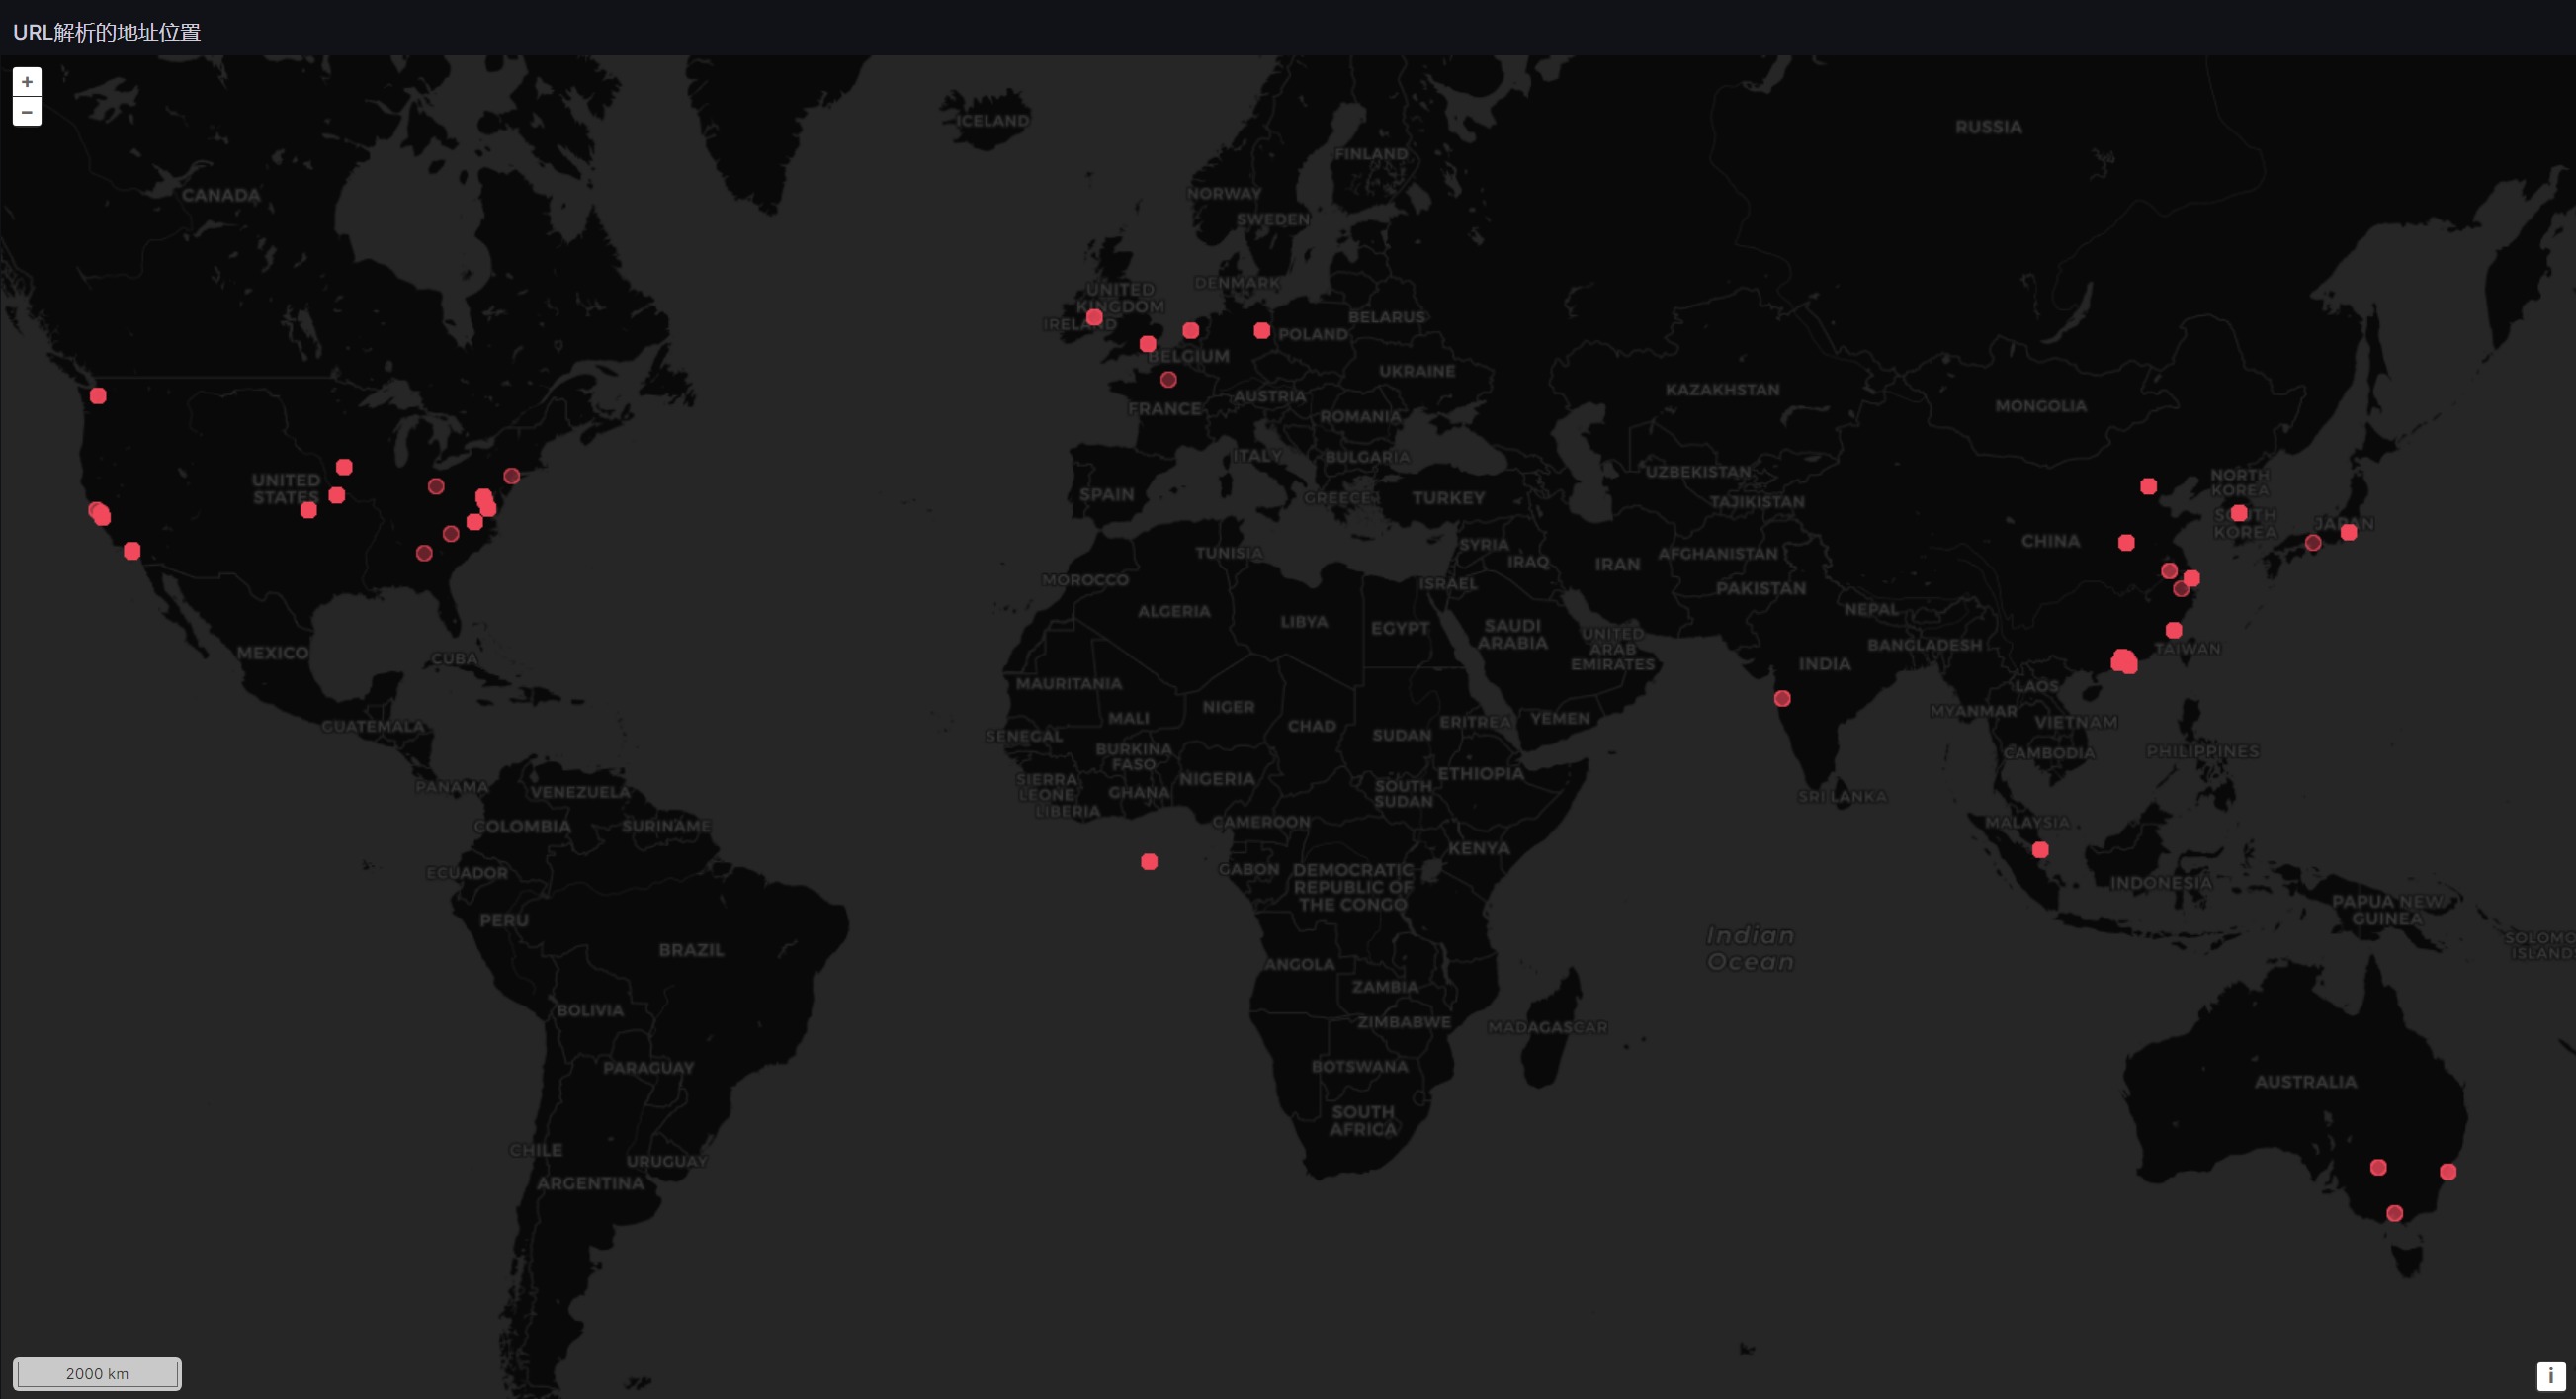 URL解析的地址位置
+
−
ICELAND
RUSSIA
FINLAND
CANADA
NORWAY
SWEDEN
DENMARK
UNITED
KINGDOM
IRELAND
BELARUS
POLAND
BELGIUM
UKRAINE
KAZAKHSTAN
AUSTRIA
MONGOLIA
FRANCE
ROMANIA
ITALY
BULGARIA
UZBEKISTAN
NORTH
KOREA
UNITED
STATES
SPAIN
GREECE
TURKEY
TAJIKISTAN
SOUTH
KOREA
JAPAN
CHINA
SYRIA
TUNISIA
IRAQ
IRAN
AFGHANISTAN
MOROCCO
ISRAEL
PAKISTAN
ALGERIA
LIBYA
EGYPT
NEPAL
SAUDI
ARABIA
UNITED
ARAB
EMIRATES
BANGLADESH
TAIWAN
MEXICO
CUBA
INDIA
MAURITANIA
LAOS
NIGER
MYANMAR
GUATEMALA
MALI
CHAD
ERITREA
YEMEN
VIETNAM
SENEGAL
SUDAN
BURKINA
FASO
CAMBODIA
PHILIPPINES
ETHIOPIA
SIERRA
LEONE
NIGERIA
PANAMA
VENEZUELA
GHANA
SOUTH
SUDAN
SRI LANKA
LIBERIA
COLOMBIA
SURINAME
CAMEROON
MALAYSIA
KENYA
ECUADOR
GABON
DEMOCRATIC
REPUBLIC OF
THE CONGO
INDONESIA
PAPUA NEW
GUINEA
PERU
Indian
Ocean
SOLOMO
ISLAND
BRAZIL
ANGOLA
ZAMBIA
BOLIVIA
ZIMBABWE
MADAGASCAR
PARAGUAY
BOTSWANA
AUSTRALIA
SOUTH
AFRICA
CHILE
URUGUAY
ARGENTINA
2000 km
i